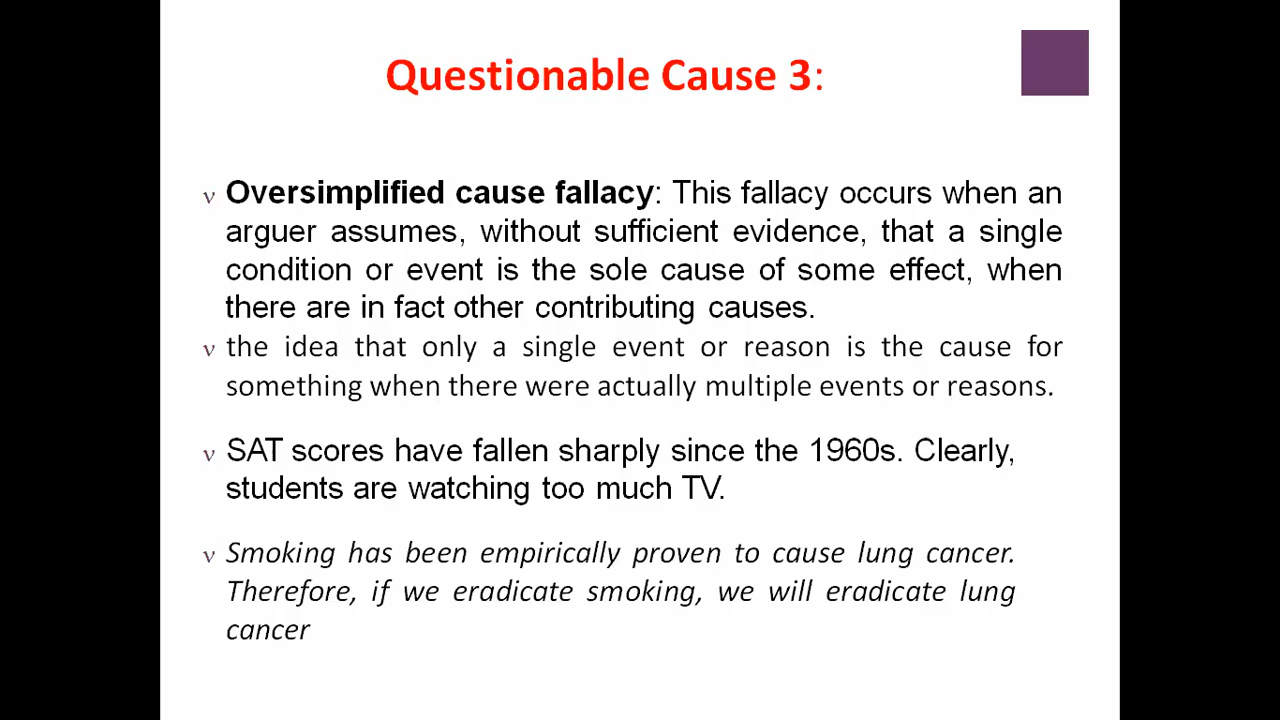 Questionable Cause 3:
ν Oversimplified cause fallacy: This fallacy occurs when an
arguer assumes, without sufficient evidence, that a single
condition or event is the sole cause of some effect, when
there are in fact other contributing causes.
ν the idea that only a single event or reason is the cause for
something when there were actually multiple events or reasons.
ν SAT scores have fallen sharply since the 1960s. Clearly,
students are watching too much TV.
ν Smoking has been empirically proven to cause lung cancer.
Therefore, if we eradicate smoking, we will eradicate lung
cancer